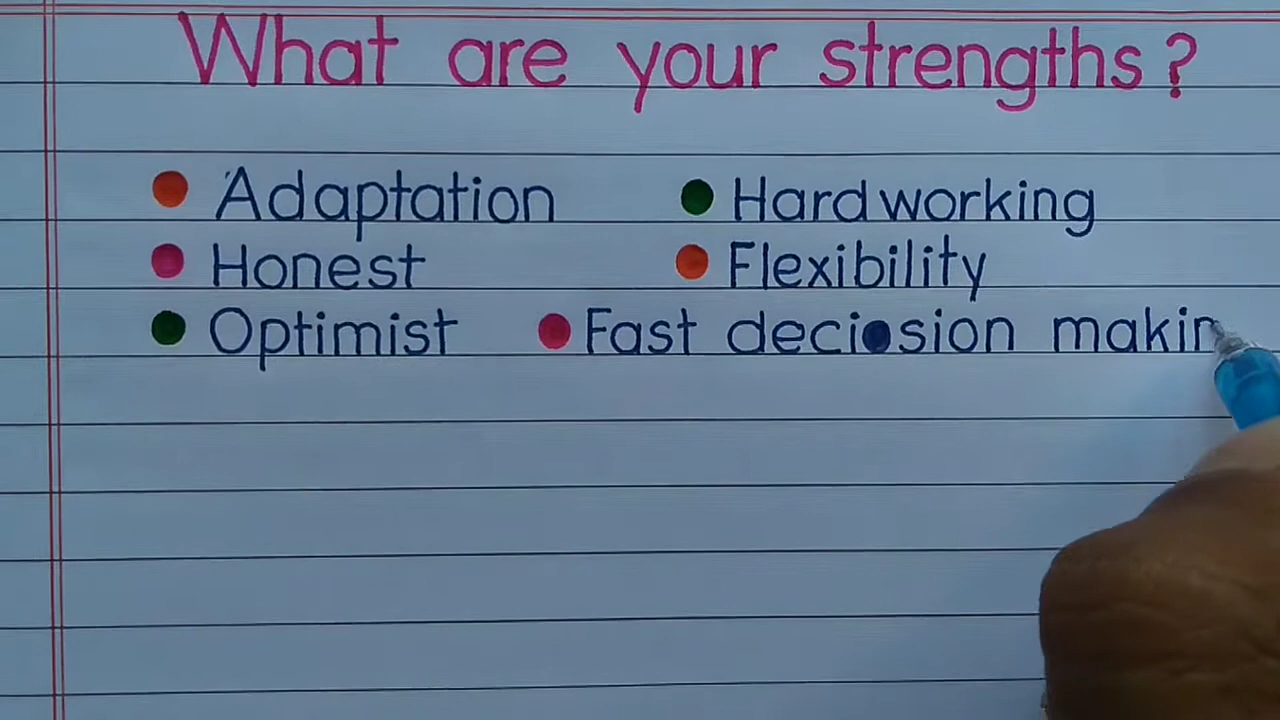 What are your strengths?
Adaptation Hardworking
Honest Flexibility
Optimist Fast decision makin